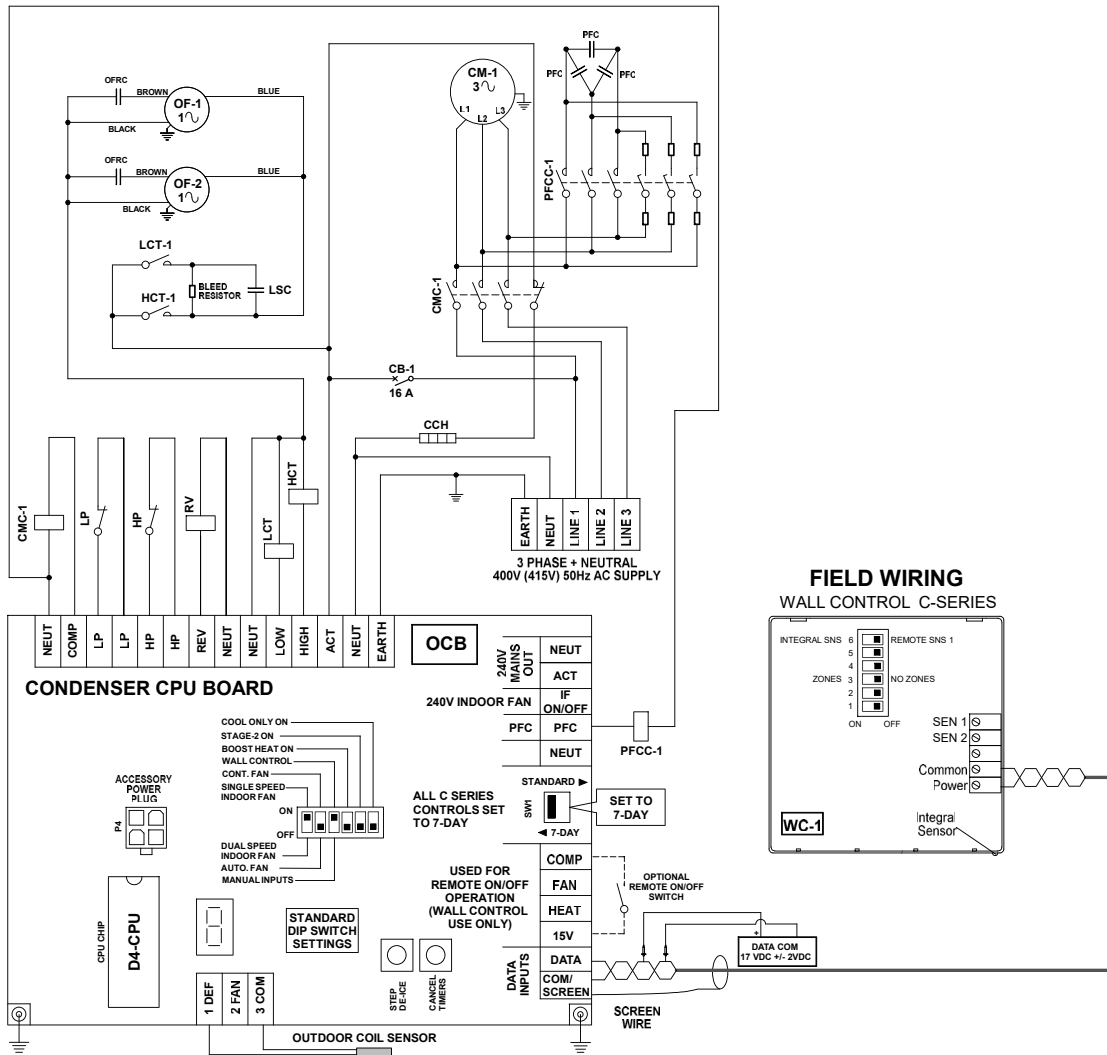 PFC
PFC
PFC
CM-1
3
L1
L2
L3
OFRC
BROWN
BLUE
OF-1
1
BLACK
OFRC
BROWN
BLUE
OF-2
1
BLACK
PFCC-1
LCT-1
BLEED
RESISTOR
LSC
HCT-1
CMC-1
CB-1
16 A
CCH
CMC-1
LP
HP
RV
LCT
HCT
EARTH
NEUT
LINE 1
LINE 2
LINE 3
3 PHASE + NEUTRAL
400V (415V) 50Hz AC SUPPLY
NEUT
COMP
LP
LP
HP
HP
REV
NEUT
NEUT
LOW
HIGH
ACT
NEUT
EARTH
OCB
CONDENSER CPU BOARD
240V
MAINS
OUT
NEUT
ACT
240V INDOOR FAN
IF
ON/OFF
PFC
PFC
NEUT
PFCC-1
COOL ONLY ON
STAGE-2 ON
BOOST HEAT ON
WALL CONTROL
CONT. FAN
SINGLE SPEED
INDOOR FAN
ON
OFF
DUAL SPEED
INDOOR FAN
AUTO. FAN
MANUAL INPUTS
ACCESSORY
POWER
PLUG
P4
ALL C SERIES
CONTROLS SET
TO 7-DAY
STANDARD ►
SW1
◄ 7-DAY
SET TO
7-DAY
CPU CHIP
D4-CPU
STANDARD
DIP SWITCH
SETTINGS
STEP
DE-ICE
CANCEL
TIMERS
USED FOR
REMOTE ON/OFF
OPERATION
(WALL CONTROL
USE ONLY)
COMP
FAN
HEAT
15V
OPTIONAL
REMOTE ON/OFF
SWITCH
DATA
INPUTS
DATA
COM/
SCREEN
+
DATA COM
17 VDC +/- 2VDC
SCREEN
WIRE
1 DEF
2 FAN
3 COM
OUTDOOR COIL SENSOR
FIELD WIRING
WALL CONTROL C-SERIES
INTEGRAL SNS 6 REMOTE SNS 1
5
4
ZONES 3 NO ZONES
2
1
ON OFF
SEN 1
SEN 2
Common
Power
WC-1
Integral
Sensor